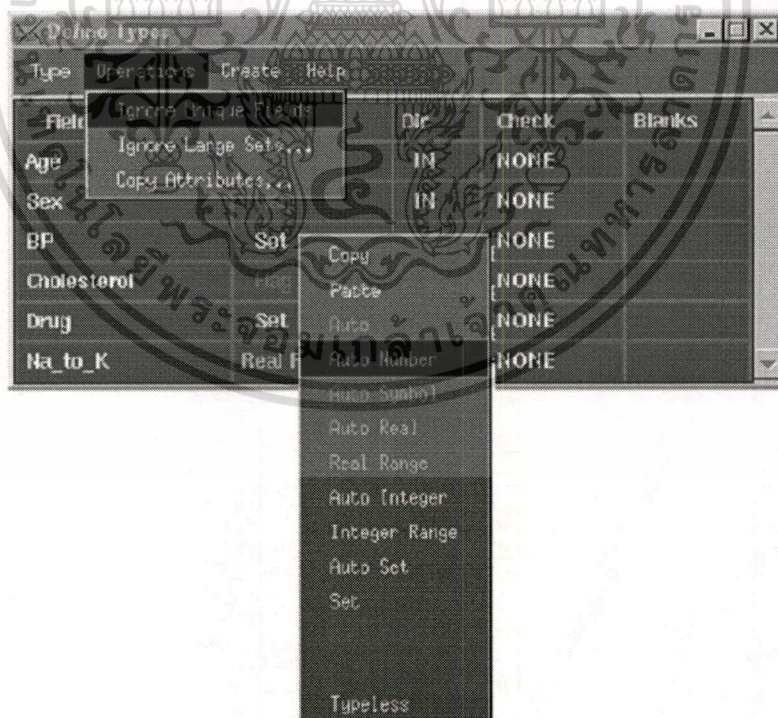 Define Types
Type Operations Create Help
Ignore Unique Fields
Field Dir Check Blanks
Ignore Large Sets...
Age IN NONE
Copy Attributes...
Sex IN NONE
BP Set NONE
Copy
Cholesterol Flag NONE
Paste
Drug Set NONE
Auto
Na_to_K Real NONE
Auto Number
Auto Symbol
Auto Real
Real Range
Auto Integer
Integer Range
Auto Set
Set
Typeless